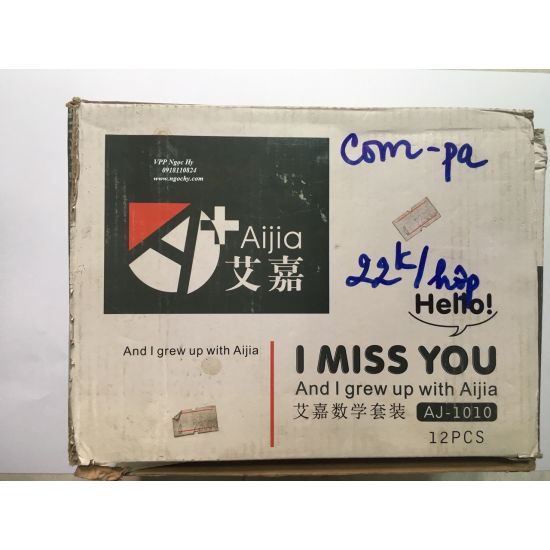 VPP Ngọc Hy
0918110824
www.ngochy.com
Com-pa
A+
Aijia
艾嘉
22k/hộp
Hello!
And I grew up with Aijia
I MISS YOU
And I grew up with Aijia
艾嘉数学套装 AJ-1010
12PCS